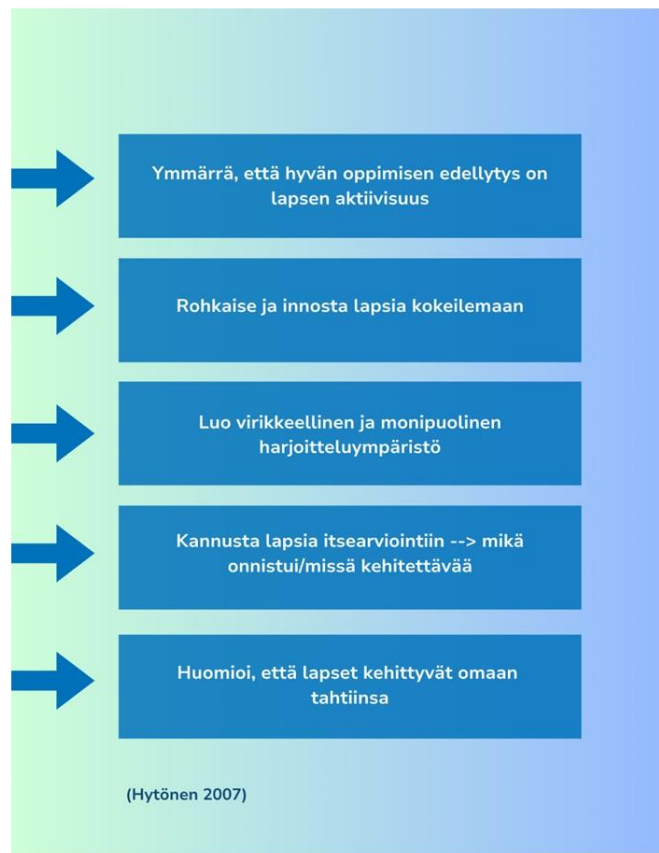 Ymmärrä, että hyvän oppimisen edellytys on
lapsen aktiivisuus
Rohkaise ja innosta lapsia kokeilemaan
Luo virikkeellinen ja monipuolinen
harjoitteluympäristö
Kannusta lapsia itsearviointiin --> mikä
onnistui/missä kehitettävää
Huomioi, että lapset kehittyvät omaan
tahtiinsa
(Hytönen 2007)